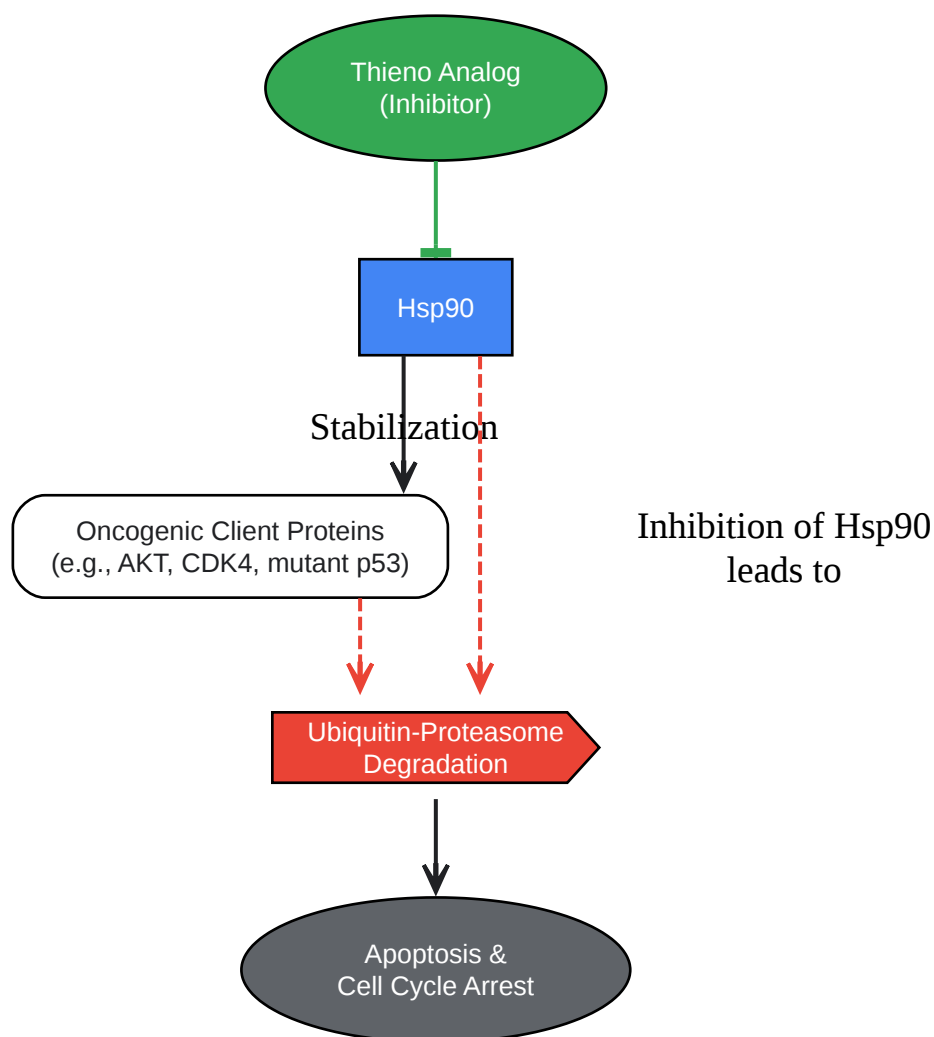 Thieno Analog
(Inhibitor)
Hsp90
Stabilization
Oncogenic Client Proteins
(e.g., AKT, CDK4, mutant p53)
Inhibition of Hsp90
leads to
Ubiquitin-Proteasome
Degradation
Apoptosis &
Cell Cycle Arrest